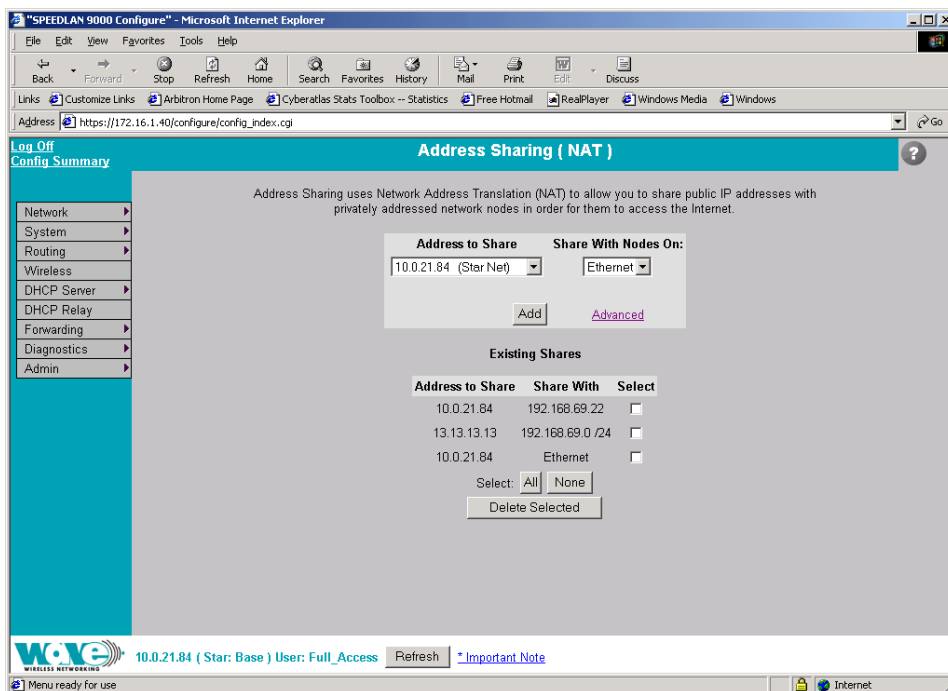 "SPEEDLAN 9000 Configure" - Microsoft Internet Explorer
File Edit View Favorites Tools Help
Back Forward Stop Refresh Home Search Favorites History Mail Print Edit Discuss
Links Customize Links Arbitron Home Page Cyberatlas Stats Toolbox -- Statistics Free Hotmail RealPlayer Windows Media Windows
Address https://172.16.1.40/configure/config_index.cgi Go
Log Off
Config Summary
Address Sharing ( NAT )
?
Network
System
Routing
Wireless
DHCP Server
DHCP Relay
Forwarding
Diagnostics
Admin
Address Sharing uses Network Address Translation (NAT) to allow you to share public IP addresses with
privately addressed network nodes in order for them to access the Internet.
Address to Share Share With Nodes On:
10.0.21.84 (Star Net) Ethernet
Add Advanced
Existing Shares
Address to Share Share With Select
10.0.21.84 192.168.69.22
13.13.13.13 192.168.69.0 /24
10.0.21.84 Ethernet
Select: All None
Delete Selected
WAVE
WIRELESS NETWORKING
10.0.21.84 ( Star: Base ) User: Full_Access Refresh * Important Note
Menu ready for use Internet